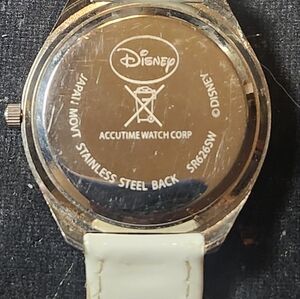 Disney
ACCUTIME WATCH CORP
JAPAN MOVT STAINLESS STEEL BACK SR626SW © DISNEY